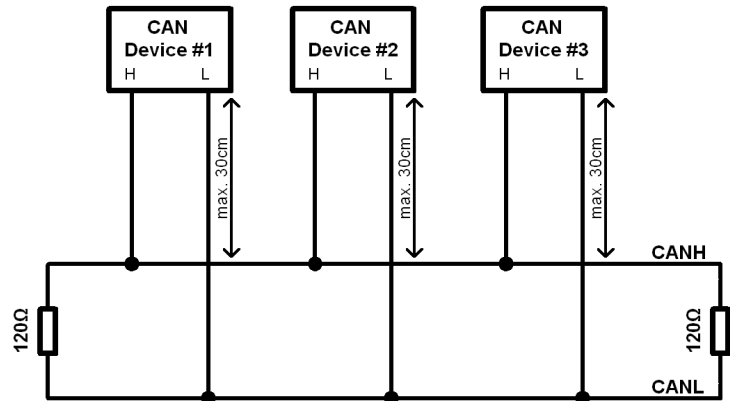 CAN
Device #1
H L
CAN
Device #2
H L
CAN
Device #3
H L
max. 30cm
max. 30cm
max. 30cm
CANH
120Ω
120Ω
CANL